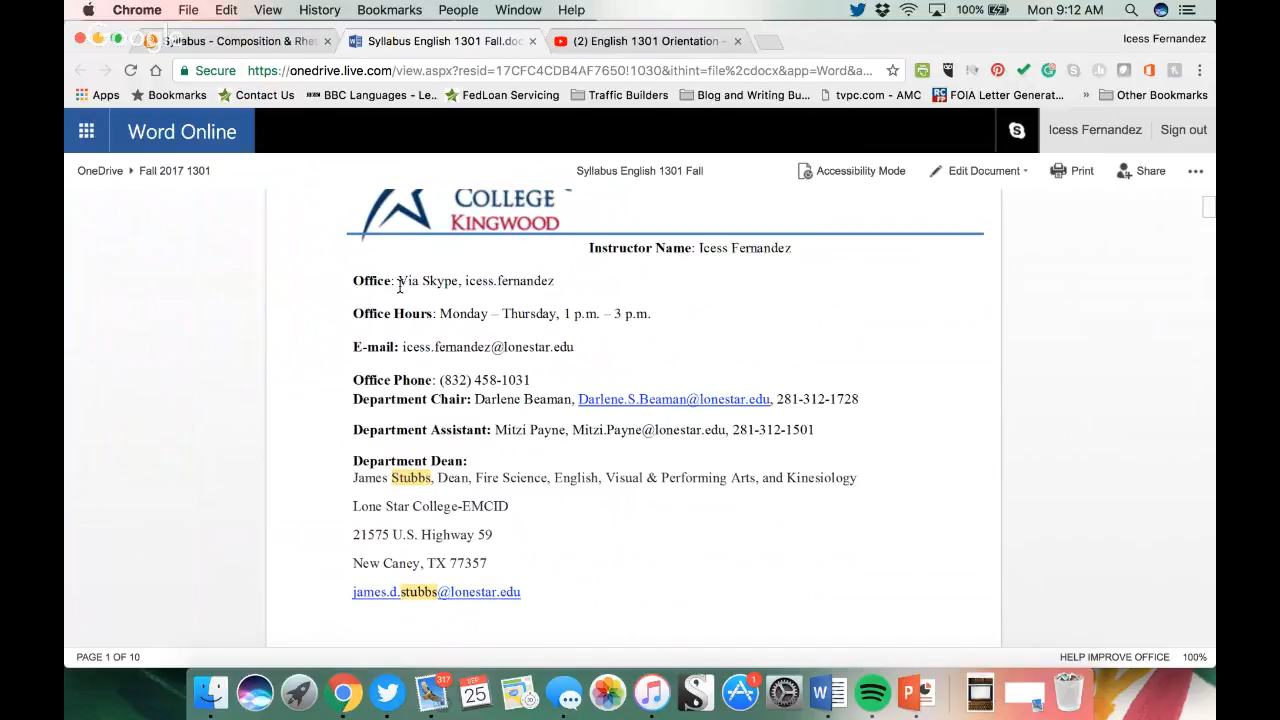 Chrome File Edit View History Bookmarks People Window Help 100% Mon 9:12 AM
Syllabus - Composition & Rhe × Syllabus English 1301 Fall.doc × (2) English 1301 Orientation - × Icess Fernandez
Secure https://onedrive.live.com/view.aspx?resid=17CFC4CDB4AF7650!1030&ithint=file%2cdocx&app=Word&a...
Apps Bookmarks Contact Us BBC Languages - Le... FedLoan Servicing Traffic Builders Blog and Writing Bu... tvpc.com - AMC FOIA Letter Generat... » Other Bookmarks
Word Online Icess Fernandez Sign out
OneDrive Fall 2017 1301 Syllabus English 1301 Fall Accessibility Mode Edit Document Print Share
COLLEGE
KINGWOOD
Instructor Name: Icess Fernandez
Office: Via Skype, icess.fernandez
Office Hours: Monday – Thursday, 1 p.m. – 3 p.m.
E-mail: icess.fernandez@lonestar.edu
Office Phone: (832) 458-1031
Department Chair: Darlene Beaman, Darlene.S.Beaman@lonestar.edu, 281-312-1728
Department Assistant: Mitzi Payne, Mitzi.Payne@lonestar.edu, 281-312-1501
Department Dean:
James Stubbs, Dean, Fire Science, English, Visual & Performing Arts, and Kinesiology
Lone Star College-EMCID
21575 U.S. Highway 59
New Caney, TX 77357
james.d.stubbs@lonestar.edu
PAGE 1 OF 10 HELP IMPROVE OFFICE 100%
317 SEP 25 1